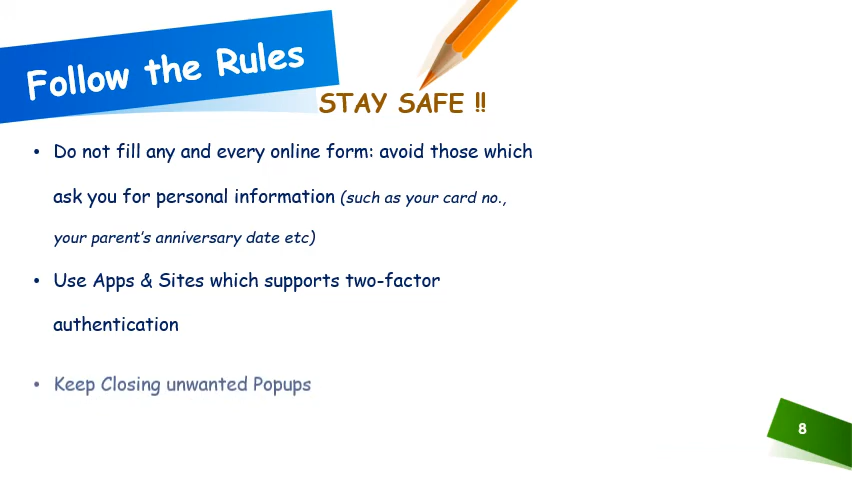 Follow the Rules
STAY SAFE !!
• Do not fill any and every online form: avoid those which
ask you for personal information (such as your card no.,
your parent’s anniversary date etc)
• Use Apps & Sites which supports two-factor
authentication
• Keep Closing unwanted Popups
8